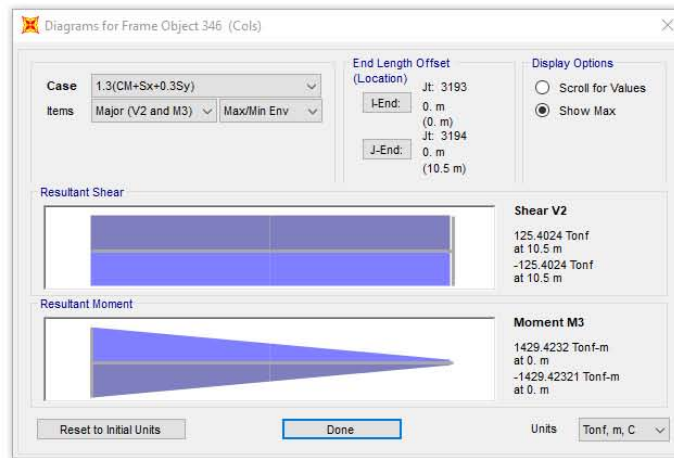 Diagrams for Frame Object 346 (Cols)
Case 1.3(CM+Sx+0.3Sy)
Items Major (V2 and M3) Max/Min Env
End Length Offset
(Location)
I-End:
Jt: 3193
0. m
(0. m)
J-End:
Jt: 3194
0. m
(10.5 m)
Display Options
Scroll for Values
Show Max
Resultant Shear
Shear V2
125.4024 Tonf
at 10.5 m
-125.4024 Tonf
at 10.5 m
Resultant Moment
Moment M3
1429.4232 Tonf-m
at 0. m
-1429.42321 Tonf-m
at 0. m
Reset to Initial Units
Done
Units Tonf, m, C